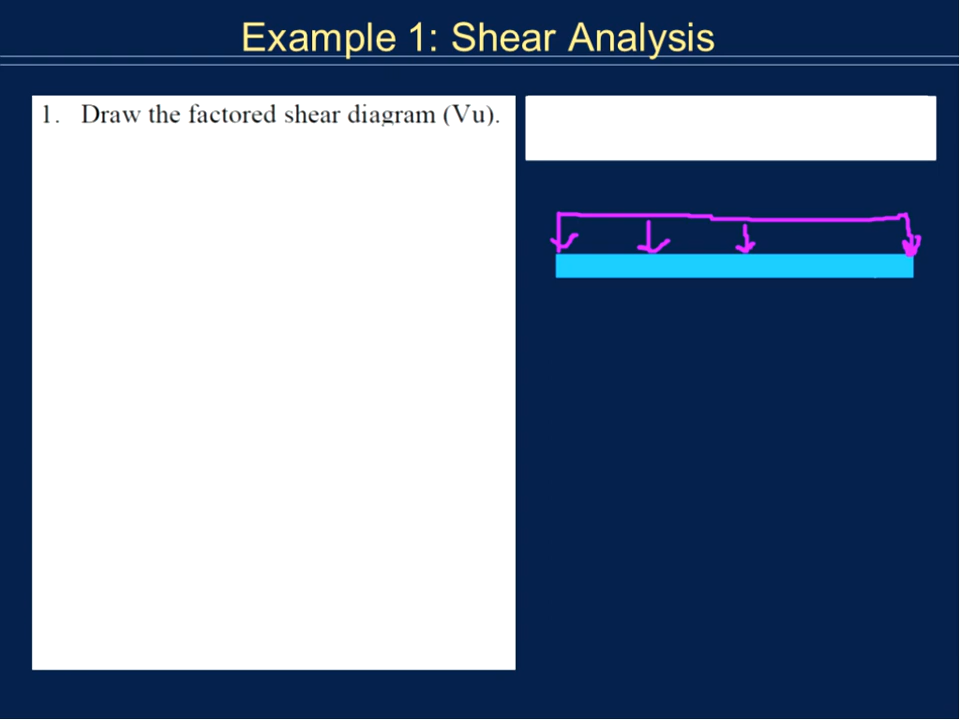 Example 1: Shear Analysis
1. Draw the factored shear diagram (Vu).